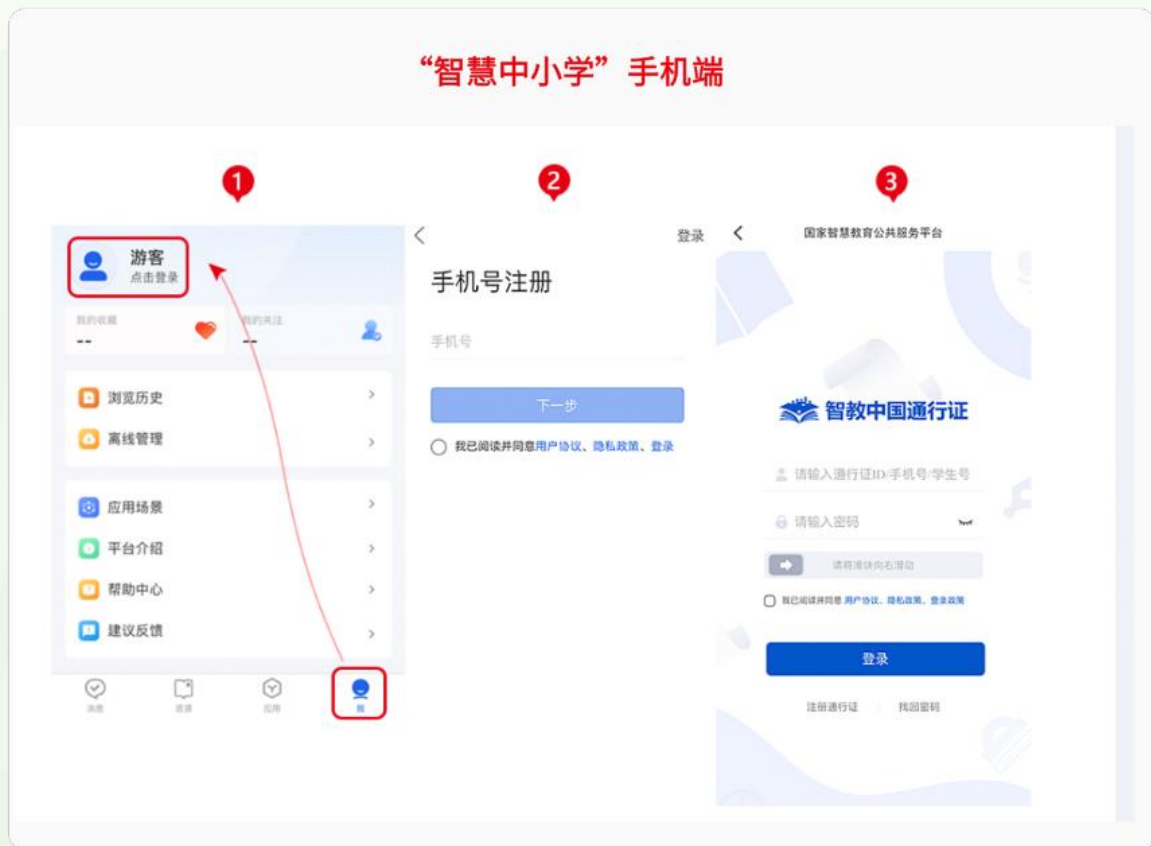 “智慧中小学”手机端
1
2
3
游客
点击登录
我的收藏
--
我的关注
--
浏览历史
离线管理
应用场景
平台介绍
帮助中心
建议反馈
消息
应用
我
登录
手机号注册
手机号
下一步
我已阅读并同意用户协议、隐私政策、登录
国家智慧教育公共服务平台
智教中国通行证
请输入通行证ID/手机号/学生号
请输入密码
请将滑块向右滑动
我已阅读并同意 用户协议、隐私政策、登录政策
登录
注册通行证
找回密码